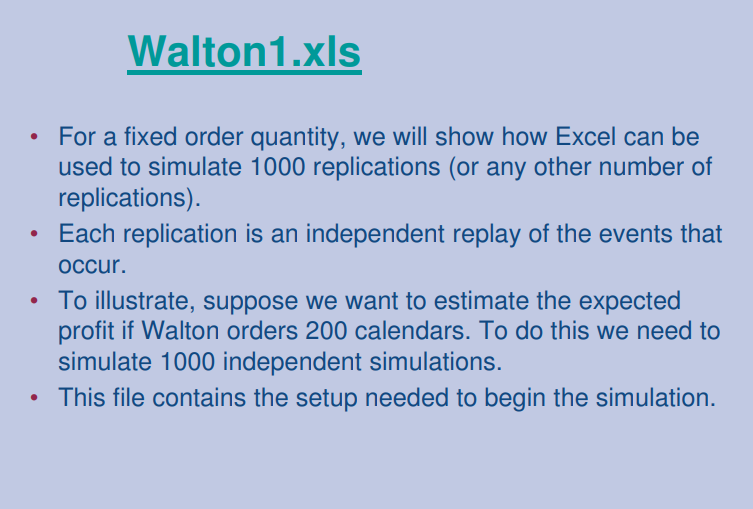 Walton1.xls
• For a fixed order quantity, we will show how Excel can be
used to simulate 1000 replications (or any other number of
replications).
• Each replication is an independent replay of the events that
occur.
• To illustrate, suppose we want to estimate the expected
profit if Walton orders 200 calendars. To do this we need to
simulate 1000 independent simulations.
• This file contains the setup needed to begin the simulation.